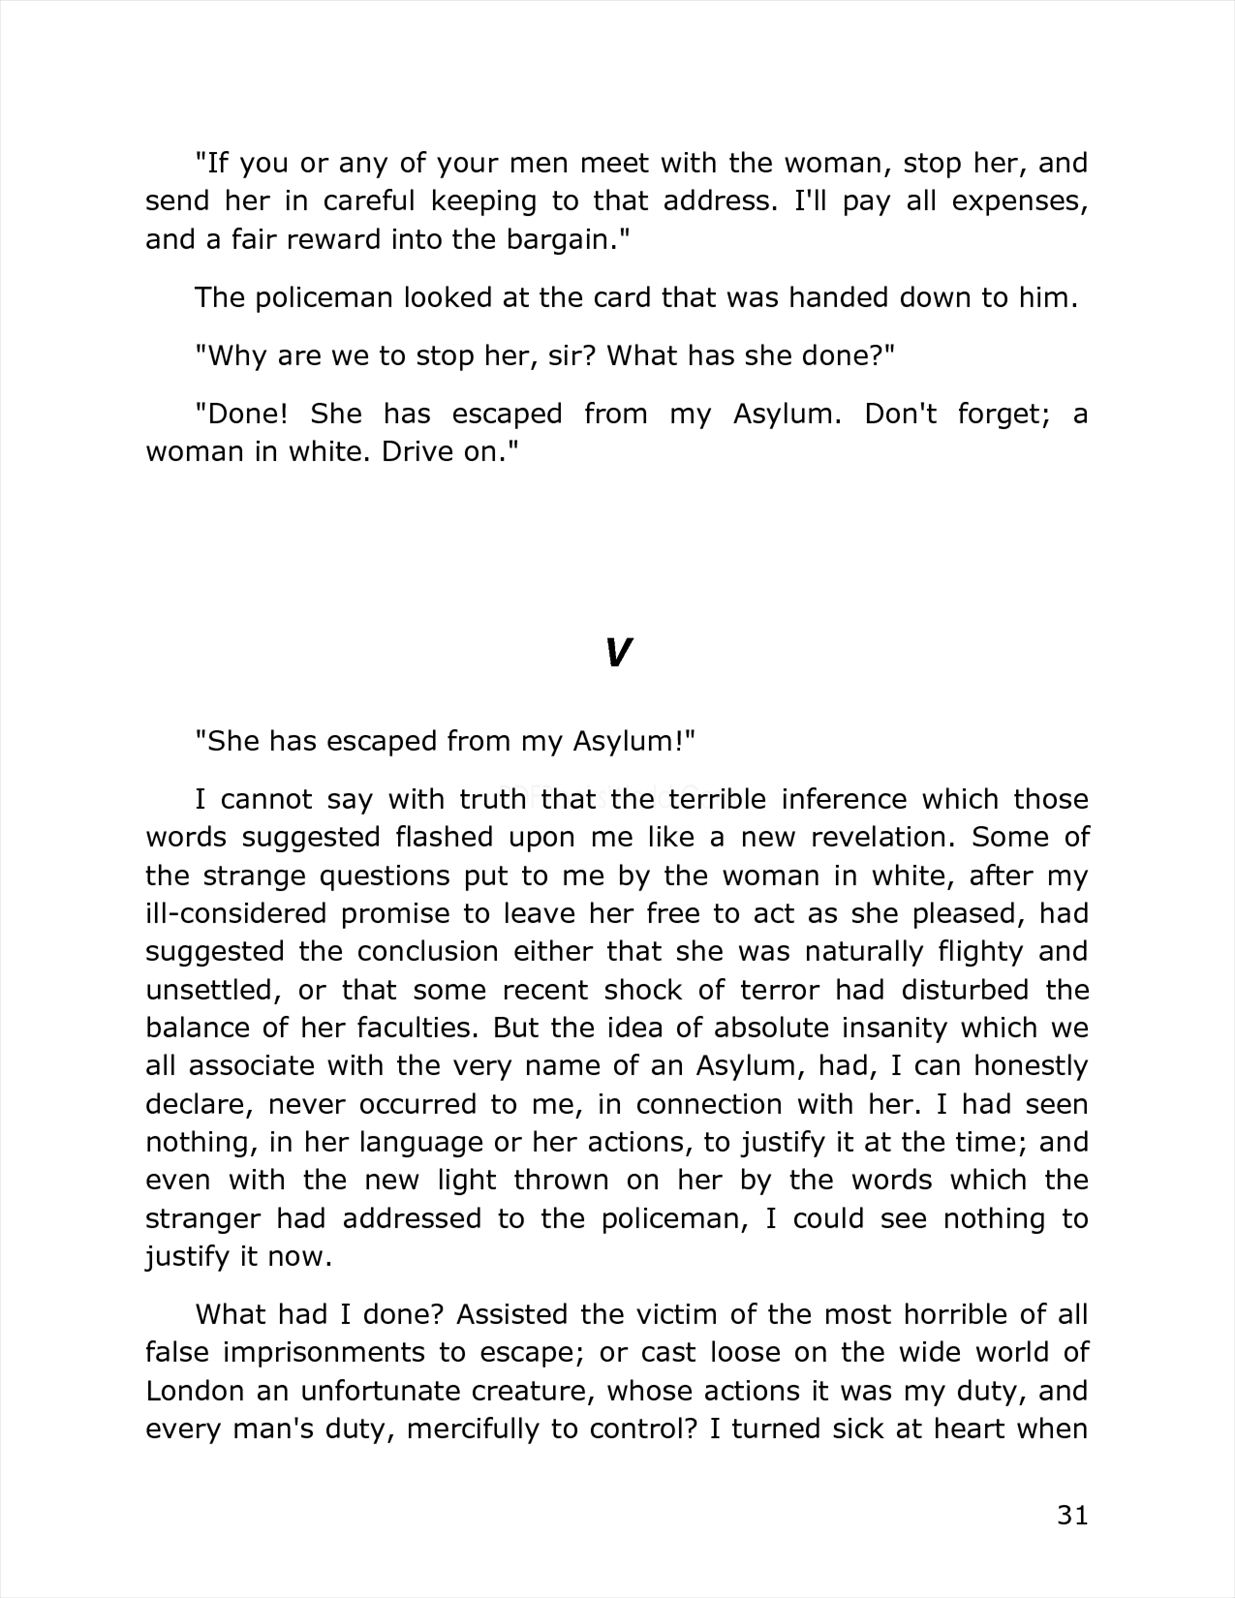 "If you or any of your men meet with the woman, stop her, and
send her in careful keeping to that address. I'll pay all expenses,
and a fair reward into the bargain."
The policeman looked at the card that was handed down to him.
"Why are we to stop her, sir? What has she done?"
"Done! She has escaped from my Asylum. Don't forget; a
woman in white. Drive on."
V
"She has escaped from my Asylum!"
I cannot say with truth that the terrible inference which those
words suggested flashed upon me like a new revelation. Some of
the strange questions put to me by the woman in white, after my
ill-considered promise to leave her free to act as she pleased, had
suggested the conclusion either that she was naturally flighty and
unsettled, or that some recent shock of terror had disturbed the
balance of her faculties. But the idea of absolute insanity which we
all associate with the very name of an Asylum, had, I can honestly
declare, never occurred to me, in connection with her. I had seen
nothing, in her language or her actions, to justify it at the time; and
even with the new light thrown on her by the words which the
stranger had addressed to the policeman, I could see nothing to
justify it now.
What had I done? Assisted the victim of the most horrible of all
false imprisonments to escape; or cast loose on the wide world of
London an unfortunate creature, whose actions it was my duty, and
every man's duty, mercifully to control? I turned sick at heart when
31